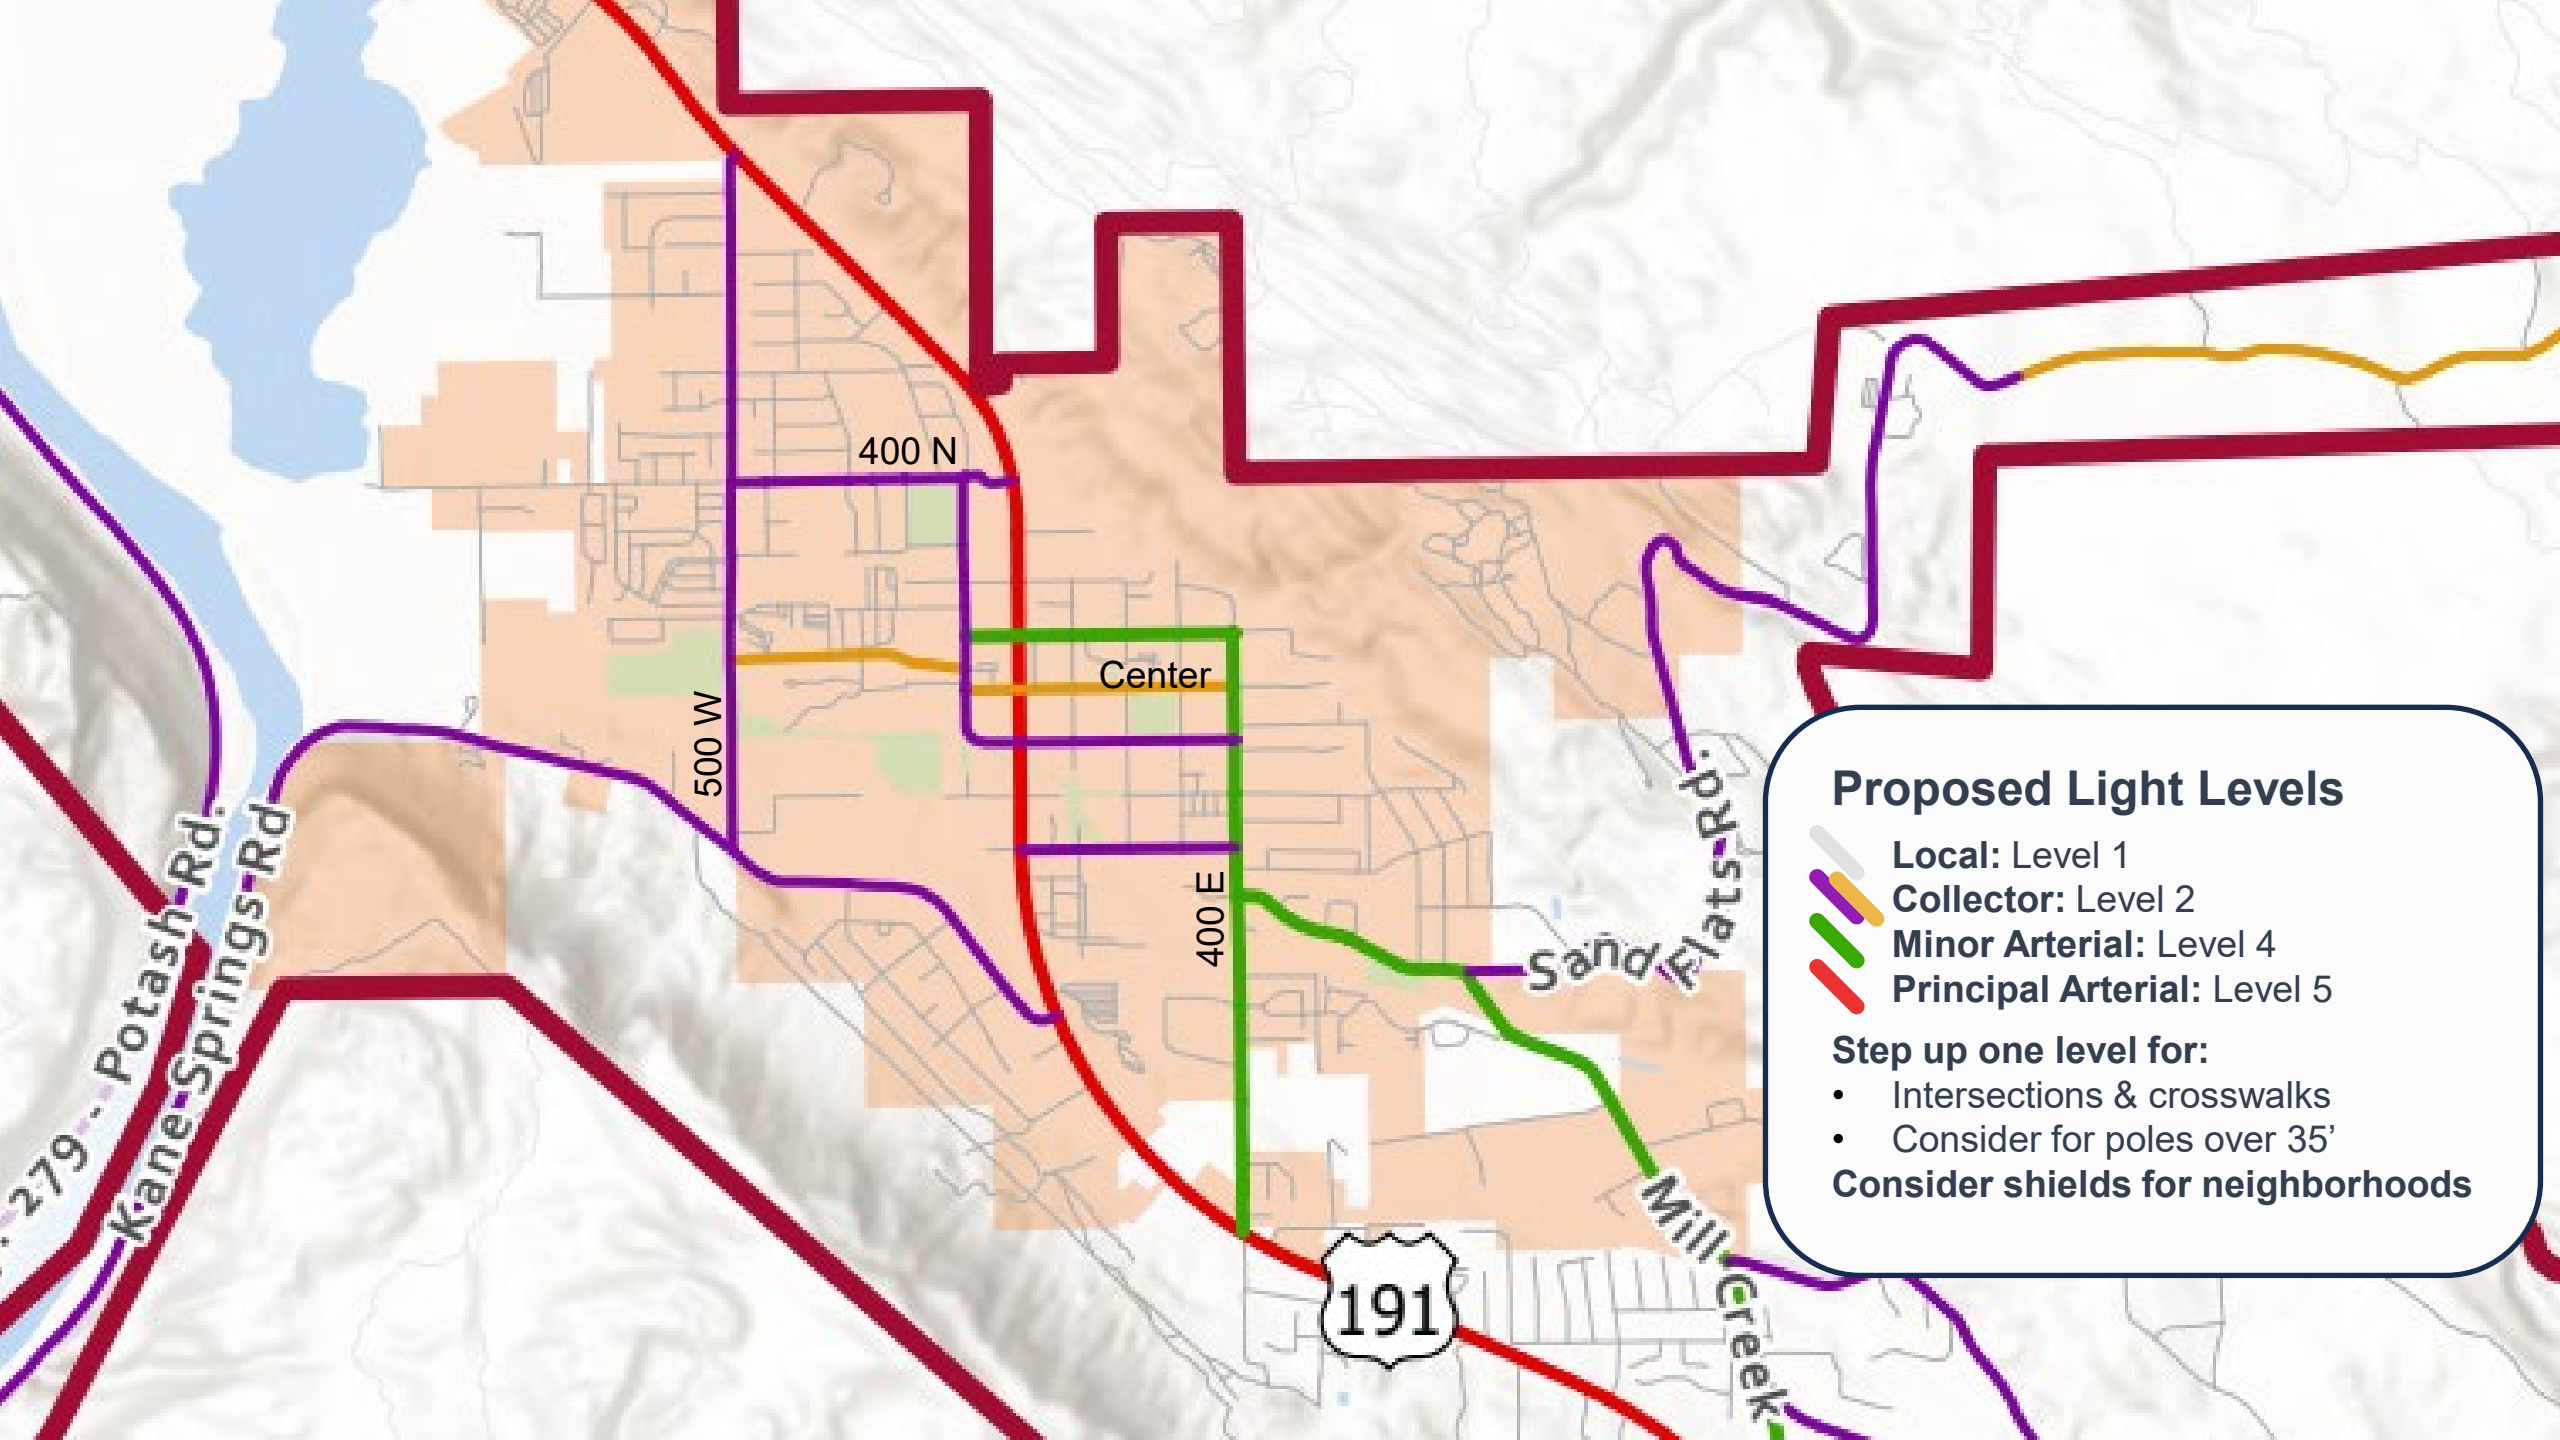 400 N
Center
500 W
400 E
Potash Rd.
Kane Springs Rd
279
Sand Flats Rd.
Mill Creek
191
Proposed Light Levels
Local: Level 1
Collector: Level 2
Minor Arterial: Level 4
Principal Arterial: Level 5
Step up one level for:
• Intersections & crosswalks
• Consider for poles over 35’
Consider shields for neighborhoods